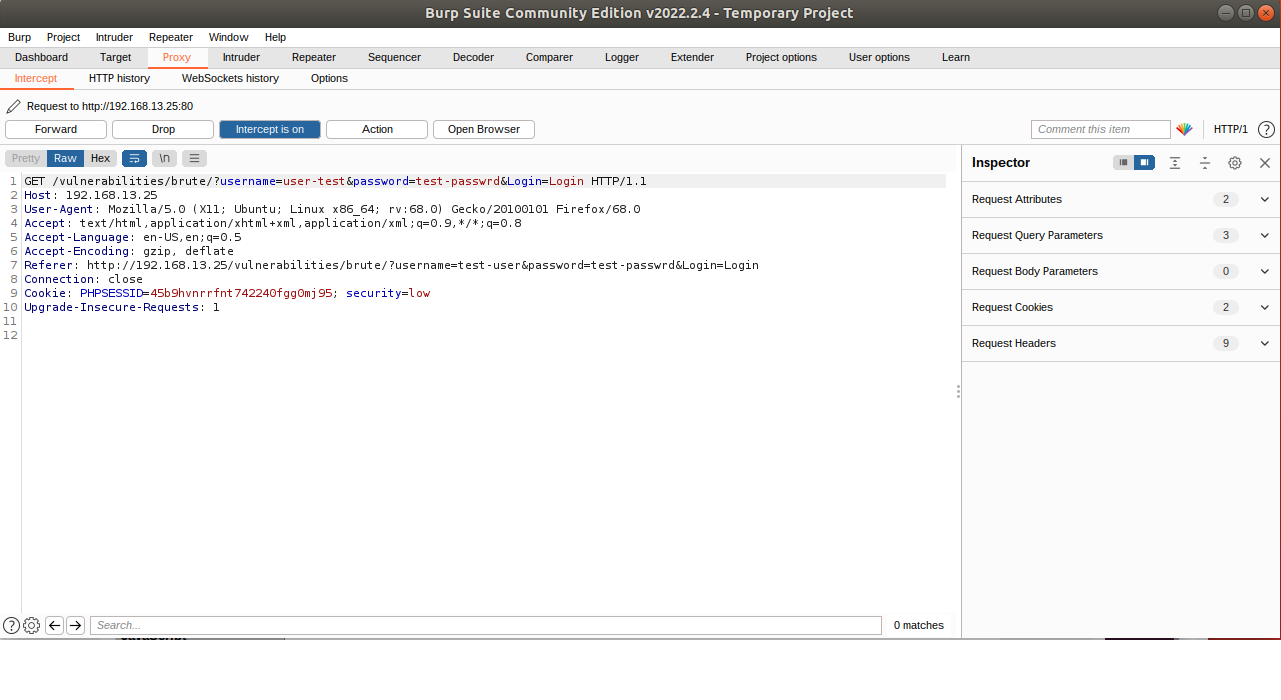 Burp Suite Community Edition v2022.2.4 - Temporary Project
Burp Project Intruder Repeater Window Help
Dashboard Target Proxy Intruder Repeater Sequencer Decoder Comparer Logger Extender Project options User options Learn
Intercept HTTP history WebSockets history Options
Request to http://192.168.13.25:80
Forward Drop Intercept is on Action Open Browser Comment this item HTTP/1 ?
Pretty Raw Hex \n
Inspector
1 GET /vulnerabilities/brute/?username=user-test&password=test-passwrd&Login=Login HTTP/1.1
2 Host: 192.168.13.25
3 User-Agent: Mozilla/5.0 (X11; Ubuntu; Linux x86_64; rv:68.0) Gecko/20100101 Firefox/68.0
4 Accept: text/html,application/xhtml+xml,application/xml;q=0.9,*/*;q=0.8
5 Accept-Language: en-US,en;q=0.5
6 Accept-Encoding: gzip, deflate
7 Referer: http://192.168.13.25/vulnerabilities/brute/?username=test-user&password=test-passwrd&Login=Login
8 Connection: close
9 Cookie: PHPSESSID=45b9hvnrrfnt742240fgg0mj95; security=low
10 Upgrade-Insecure-Requests: 1
11
12
Request Attributes 2
Request Query Parameters 3
Request Body Parameters 0
Request Cookies 2
Request Headers 9
? Search... 0 matches